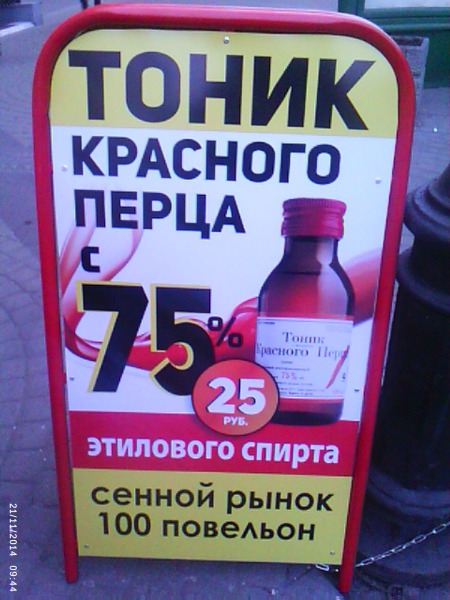 ТОНИК
КРАСНОГО
ПЕРЦА
с
75%
25
РУБ.
Тоник
Красного Перц
75%
этилового спирта
сенной рынок
100 повельон
21/11/2014 09:44